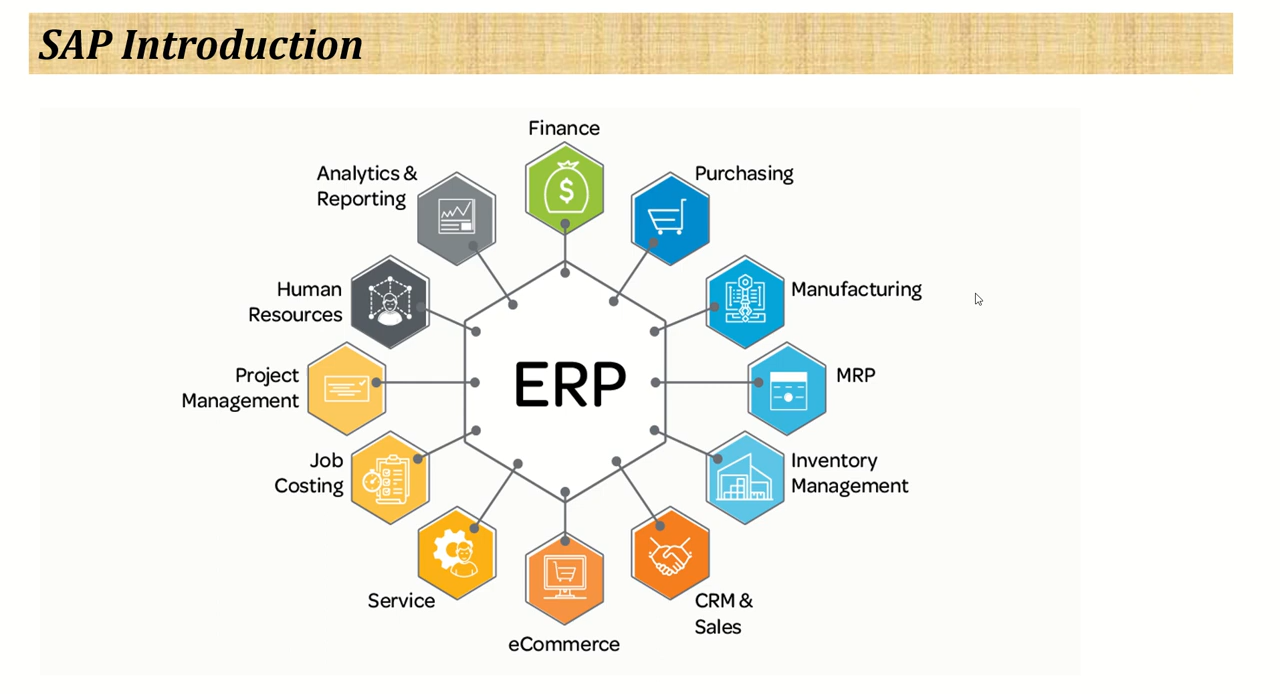 SAP Introduction
Finance
Purchasing
Manufacturing
MRP
Inventory
Management
CRM &
Sales
eCommerce
Service
Job
Costing
Project
Management
Human
Resources
Analytics &
Reporting
ERP
$